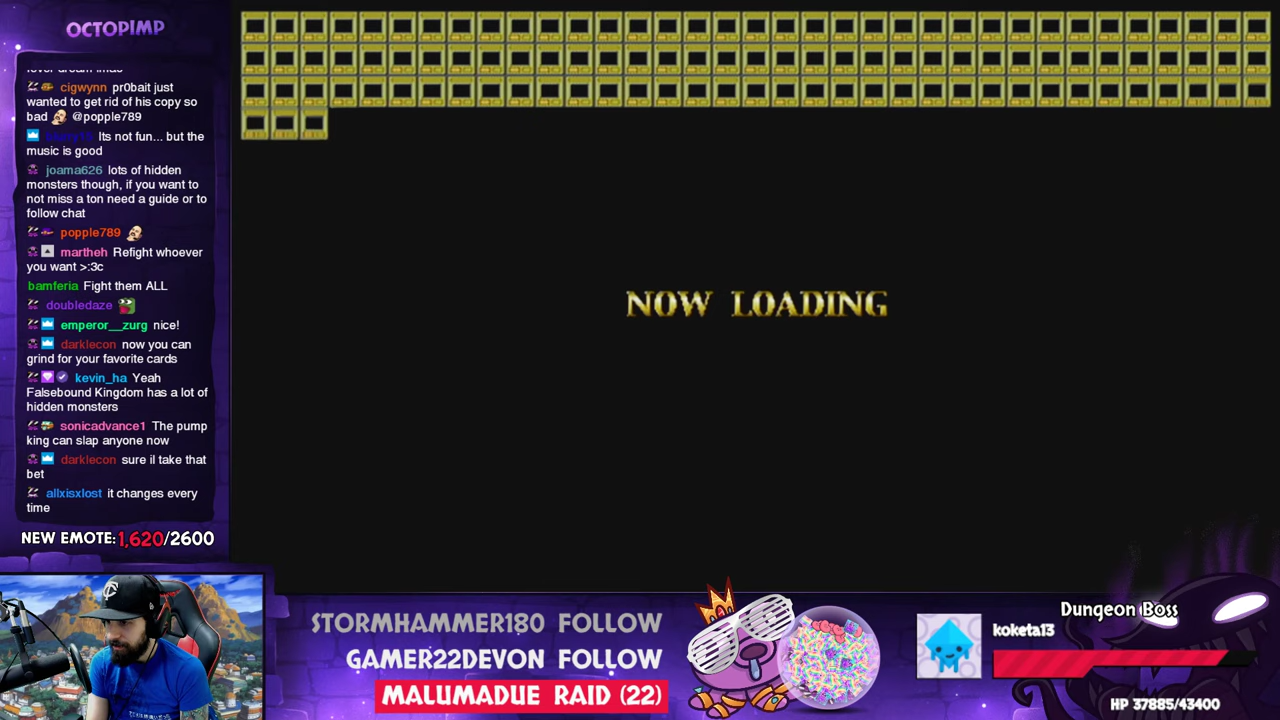 OCTOPIMP
cigwynn pr0bait just
wanted to get rid of his copy so
bad @popple789
Its not fun... but the
music is good
joama626 lots of hidden
monsters though, if you want to
not miss a ton need a guide or to
follow chat
popple789
martheh Refight whoever
you want >:3c
bamferia Fight them ALL
doubledaze
emperor__zurg nice!
darklecon now you can
grind for your favorite cards
kevin_ha Yeah
Falsebound Kingdom has a lot of
hidden monsters
sonicadvance1 The pump
king can slap anyone now
darklecon sure il take that
bet
allxisxlost it changes every
time
NEW EMOTE: 1,620/2600
NOW LOADING
STORMHAMMER180 FOLLOW
GAMER22DEVON FOLLOW
MALUMADUE RAID (22)
Dungeon Boss
koketa13
HP 37885/43400